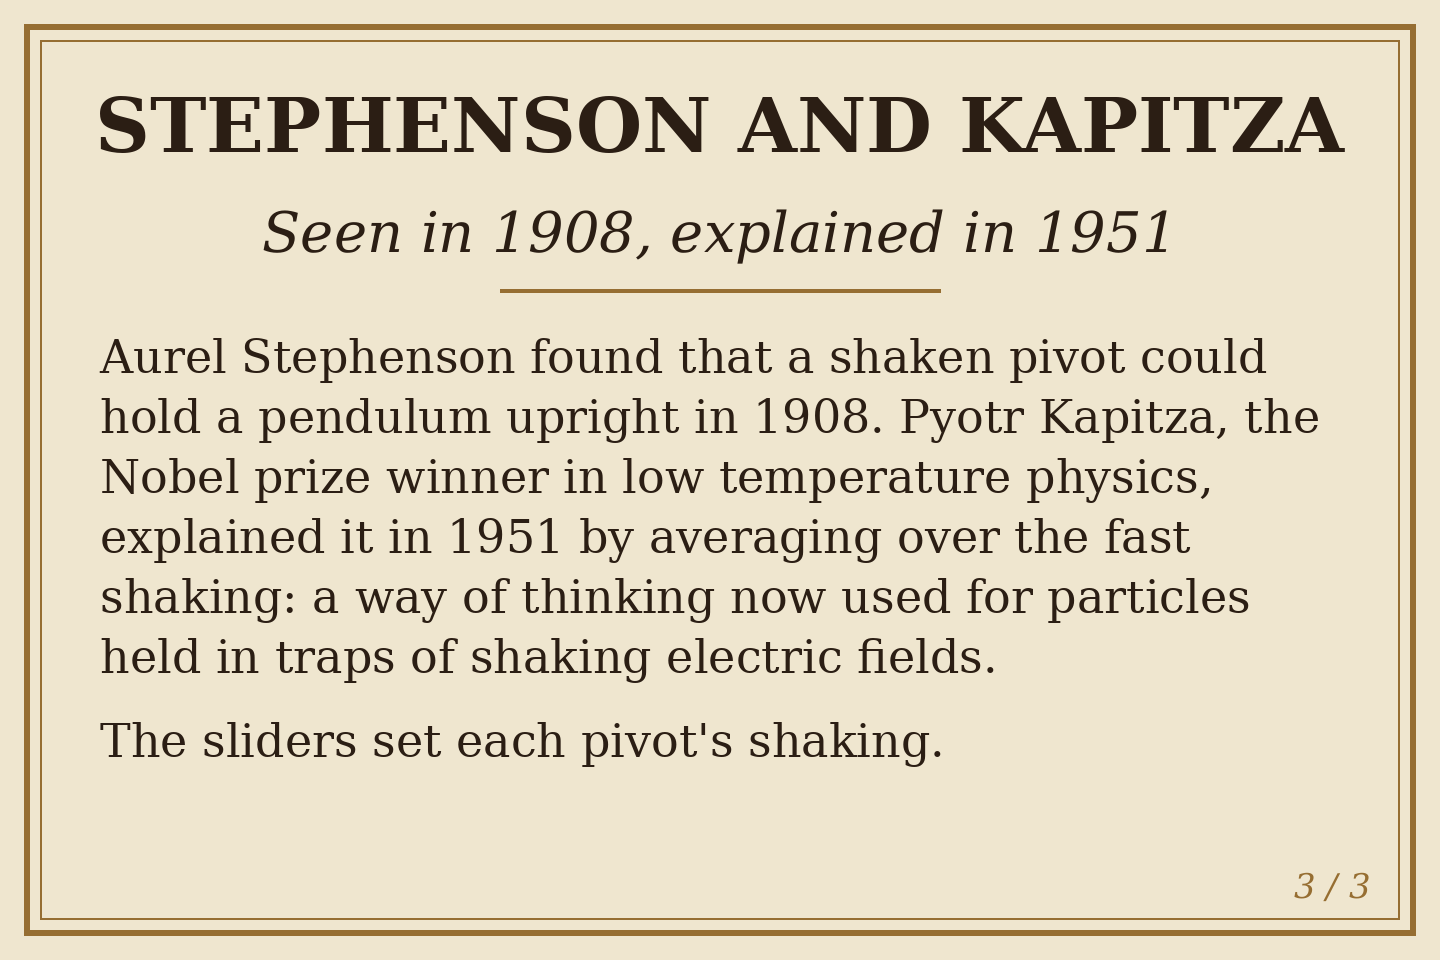 STEPHENSON AND KAPITZA
Seen in 1908, explained in 1951
Aurel Stephenson found that a shaken pivot could
hold a pendulum upright in 1908. Pyotr Kapitza, the
Nobel prize winner in low temperature physics,
explained it in 1951 by averaging over the fast
shaking: a way of thinking now used for particles
held in traps of shaking electric fields.
The sliders set each pivot's shaking.
3 / 3